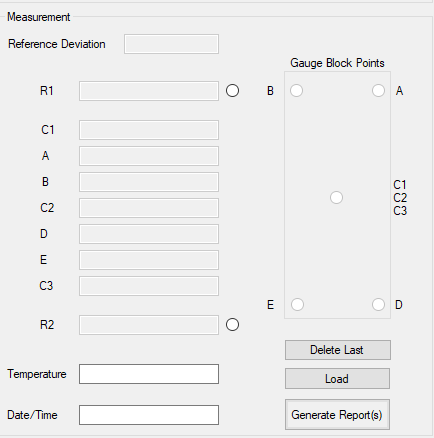 Measurement
Reference Deviation
Gauge Block Points
R1
B
A
C1
A
B
C2
D
E
C3
R2
C1
C2
C3
E
D
Delete Last
Temperature
Load
Date/Time
Generate Report(s)